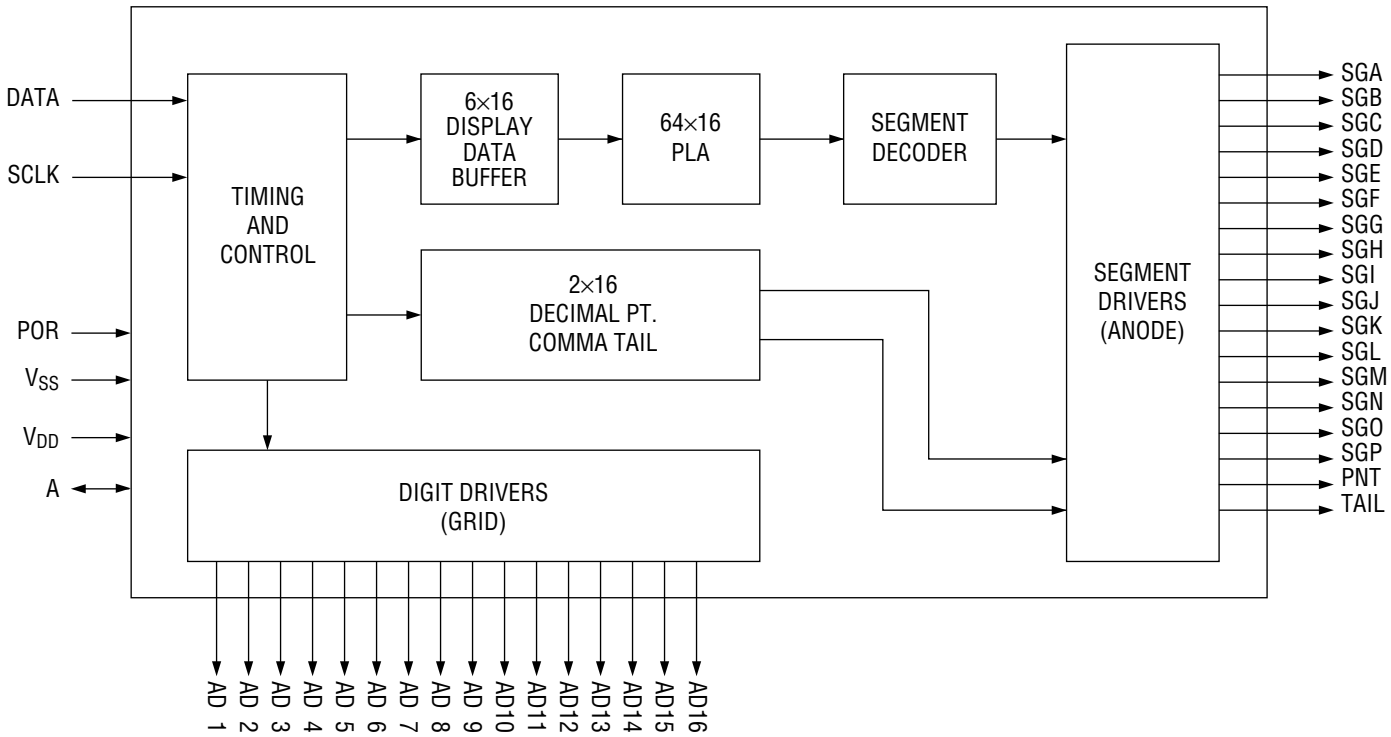 DATA
SCLK
POR
VSS
VDD
A
TIMING
AND
CONTROL
6×16
DISPLAY
DATA
BUFFER
64×16
PLA
SEGMENT
DECODER
2×16
DECIMAL PT.
COMMA TAIL
DIGIT DRIVERS
(GRID)
SEGMENT
DRIVERS
(ANODE)
SGA
SGB
SGC
SGD
SGE
SGF
SGG
SGH
SGI
SGJ
SGK
SGL
SGM
SGN
SGO
SGP
PNT
TAIL
AD 1
AD 2
AD 3
AD 4
AD 5
AD 6
AD 7
AD 8
AD 9
AD10
AD11
AD12
AD13
AD14
AD15
AD16